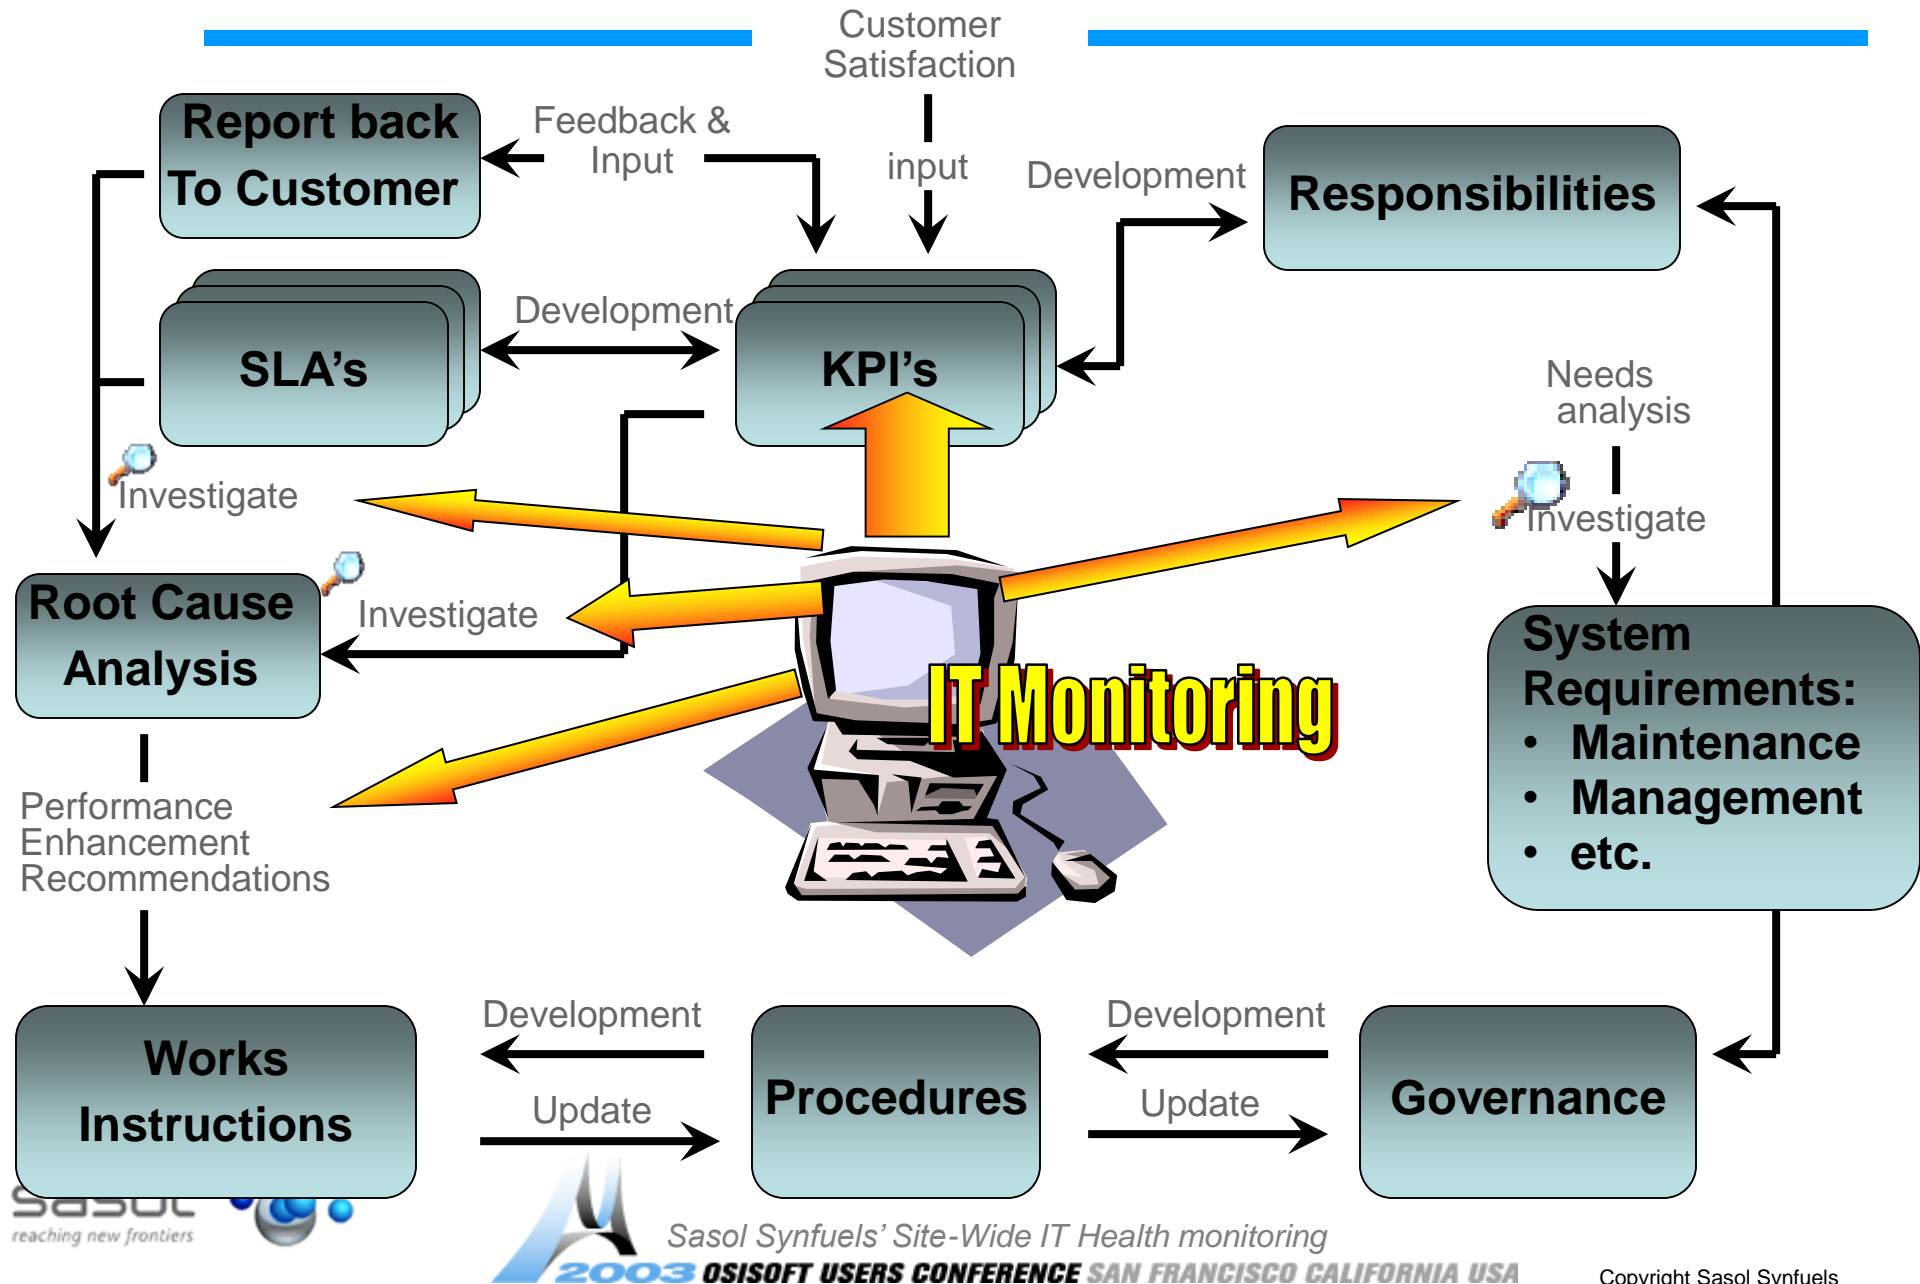 Customer
Satisfaction
Report back
To Customer
Feedback &
Input
input
Development
Responsibilities
SLA's
Development
KPI's
Needs
analysis
Investigate
Investigate
Root Cause
Analysis
Investigate
IT Monitoring
System
Requirements:
• Maintenance
• Management
• etc.
Performance
Enhancement
Recommendations
Works
Instructions
Development
Update
Procedures
Development
Update
Governance
sasol
reaching new frontiers
Sasol Synfuels' Site-Wide IT Health monitoring
2003 OSISOFT USERS CONFERENCE SAN FRANCISCO CALIFORNIA USA
Copyright Sasol Synfuels